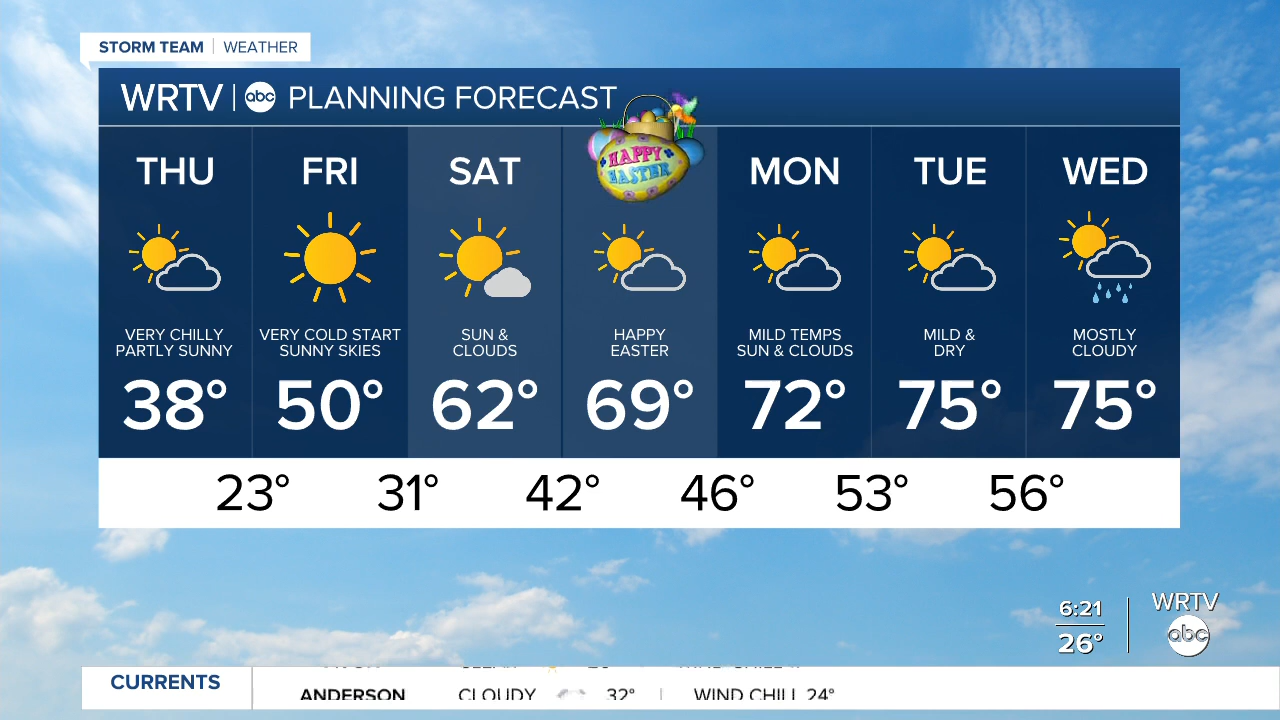 STORM TEAM | WEATHER
WRTV | abc PLANNING FORECAST
THU FRI SAT HAPPY EASTER MON TUE WED
VERY CHILLY PARTLY SUNNY
VERY COLD START SUNNY SKIES
SUN & CLOUDS
HAPPY EASTER
MILD TEMPS SUN & CLOUDS
MILD & DRY
MOSTLY CLOUDY
38° 50° 62° 69° 72° 75° 75°
23° 31° 42° 46° 53° 56°
6:21
26°
WRTV
abc
CURRENTS
ANDERSON CLOUDY 32° | WIND CHILL 24°